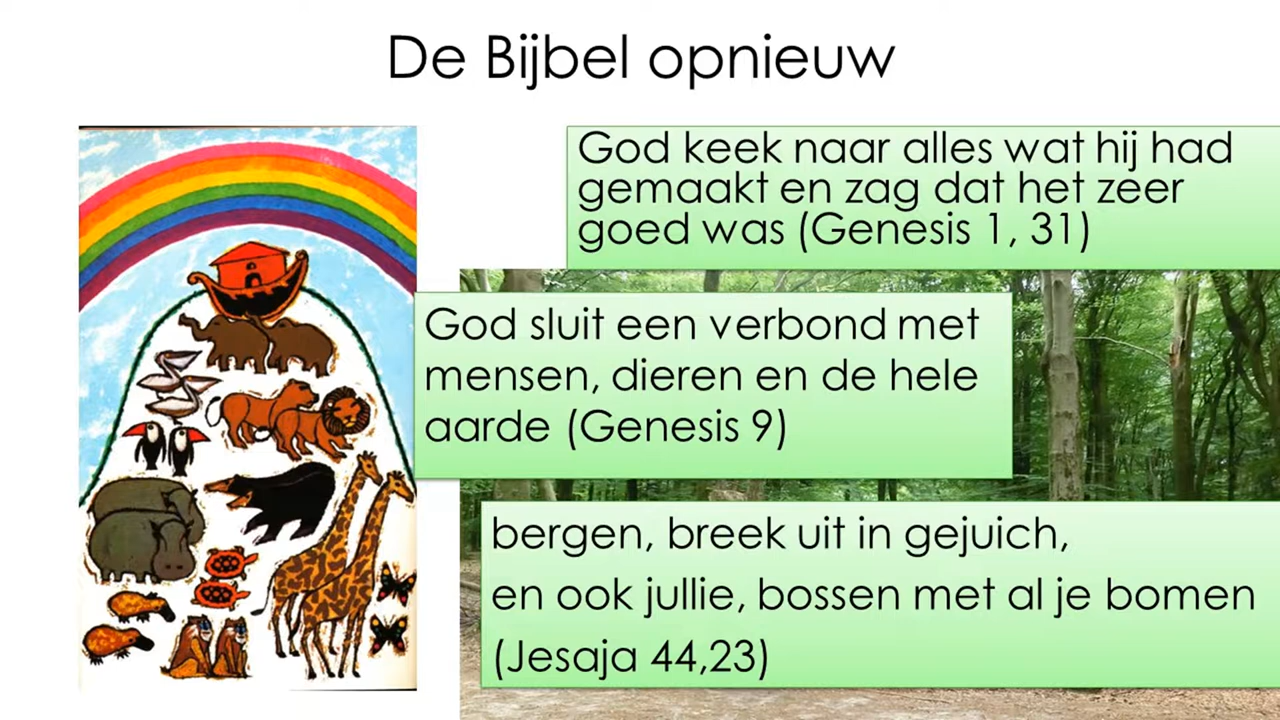 De Bijbel opnieuw
God keek naar alles wat hij had
gemaakt en zag dat het zeer
goed was (Genesis 1, 31)
God sluit een verbond met
mensen, dieren en de hele
aarde (Genesis 9)
bergen, breek uit in gejuich,
en ook jullie, bossen met al je bomen
(Jesaja 44,23)